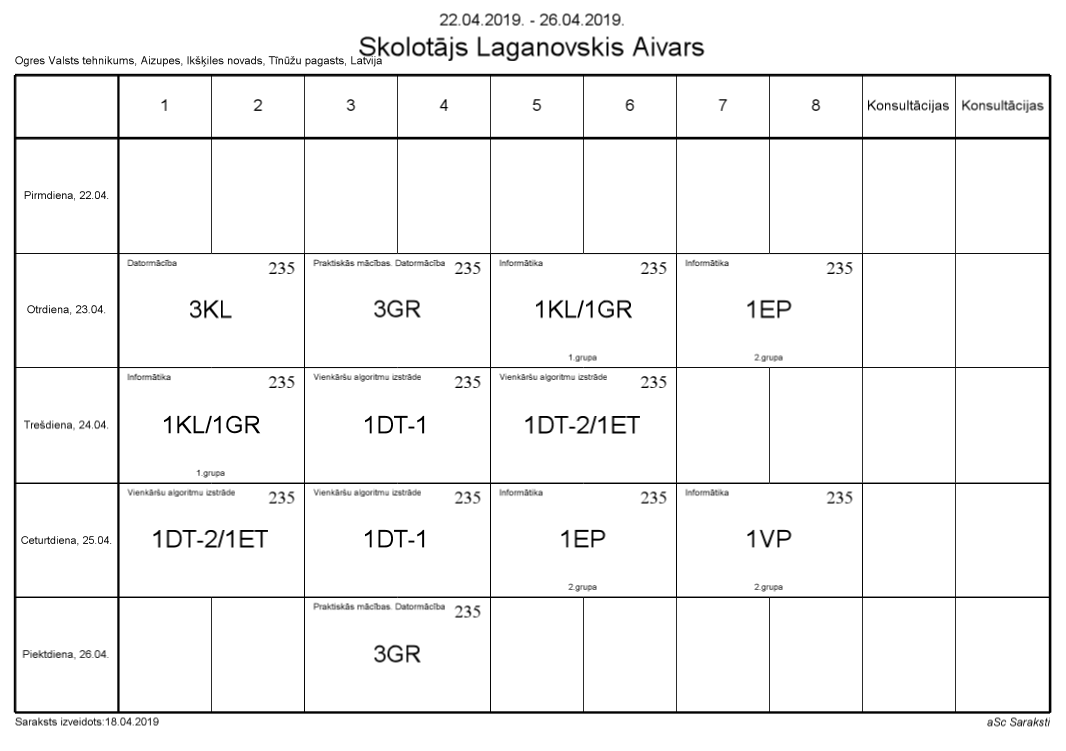 22.04.2019. - 26.04.2019.
Skolotājs Laganovskis Aivars
Ogres Valsts tehnikums, Aizupes, Ikšķiles novads, Tīnūžu pagasts, Latvija
1 2 3 4 5 6 7 8 Konsultācijas Konsultācijas
Pirmdiena, 22.04.
Datormācība 235 Praktiskās mācības. Datormācība 235 Informātika 235 Informātika 235
Otrdiena, 23.04. 3KL 3GR 1KL/1GR 1EP
1.grupa 2.grupa
Informātika 235 Vienkāršu algoritmu izstrāde 235 Vienkāršu algoritmu izstrāde 235
Trešdiena, 24.04. 1KL/1GR 1DT-1 1DT-2/1ET
1.grupa
Vienkāršu algoritmu izstrāde 235 Vienkāršu algoritmu izstrāde 235 Informātika 235 Informātika 235
Ceturtdiena, 25.04. 1DT-2/1ET 1DT-1 1EP 1VP
2.grupa 2.grupa
Praktiskās mācības. Datormācība 235
Piektdiena, 26.04. 3GR
Saraksts izveidots:18.04.2019 aSc Saraksti